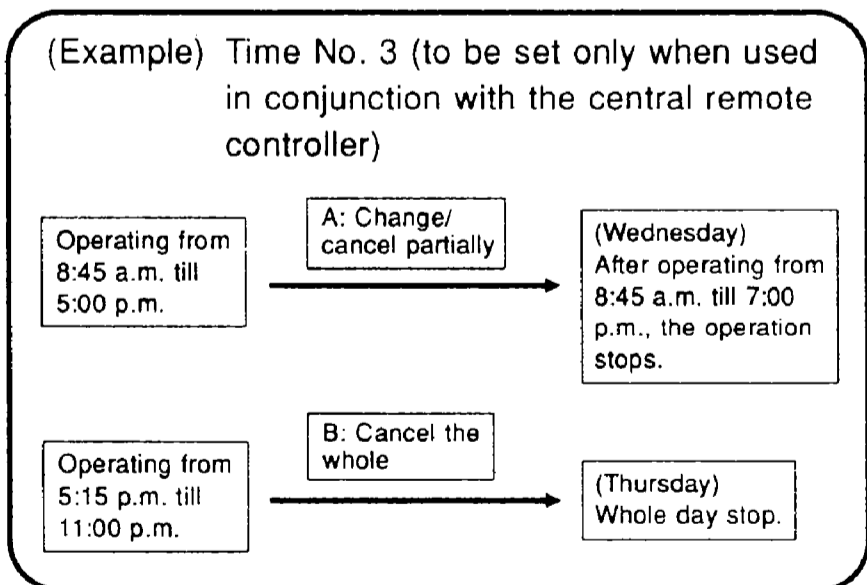 (Example) Time No. 3 (to be set only when used
in conjunction with the central remote
controller)
Operating from
8:45 a.m. till
5:00 p.m.
A: Change/
cancel partially
(Wednesday)
After operating from
8:45 a.m. till 7:00
p.m., the operation
stops.
Operating from
5:15 p.m. till
11:00 p.m.
B: Cancel the
whole
(Thursday)
Whole day stop.